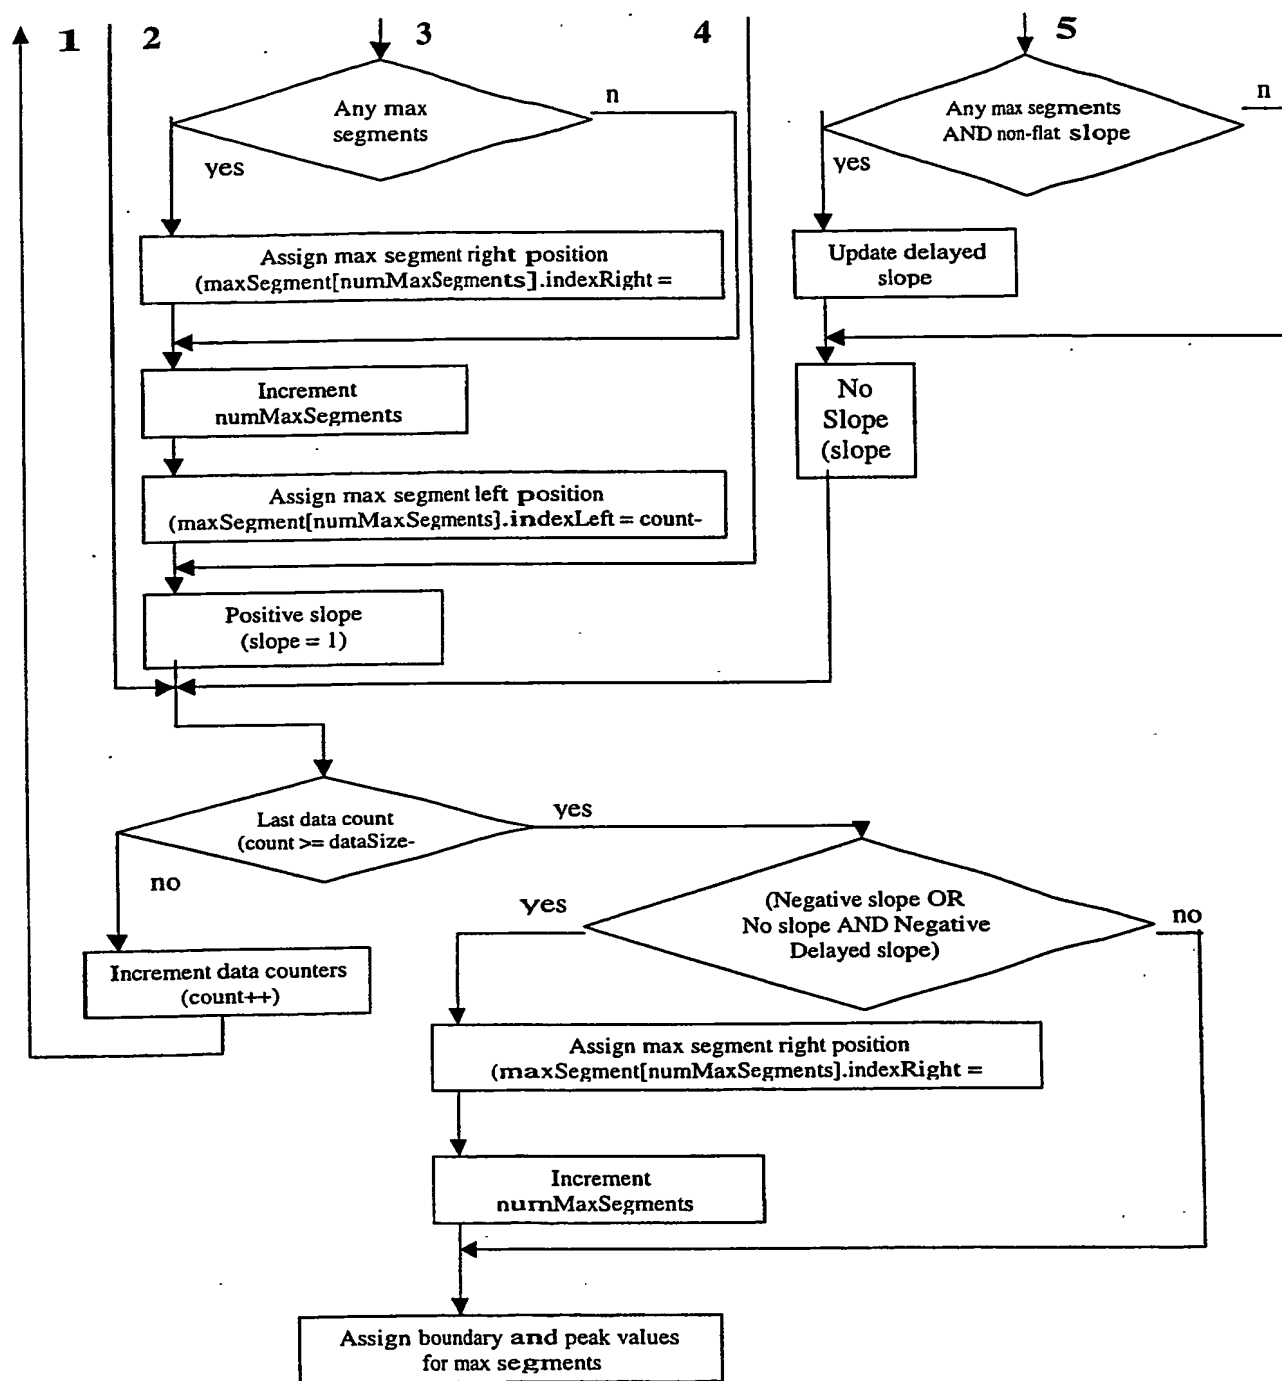 1
2
3
4
5
Any max
segments
n
yes
Any max segments
AND non-flat slope
n
yes
Assign max segment right position
(maxSegment[numMaxSegments].indexRight =
Update delayed
slope
Increment
numMaxSegments
No
Slope
(slope
Assign max segment left position
(maxSegment[numMaxSegments].indexLeft = count-
Positive slope
(slope = 1)
Last data count
(count >= dataSize-
yes
no
(Negative slope OR
No slope AND Negative
Delayed slope)
yes
no
Increment data counters
(count++)
Assign max segment right position
(maxSegment[numMaxSegments].indexRight =
Increment
numMaxSegments
Assign boundary and peak values
for max segments